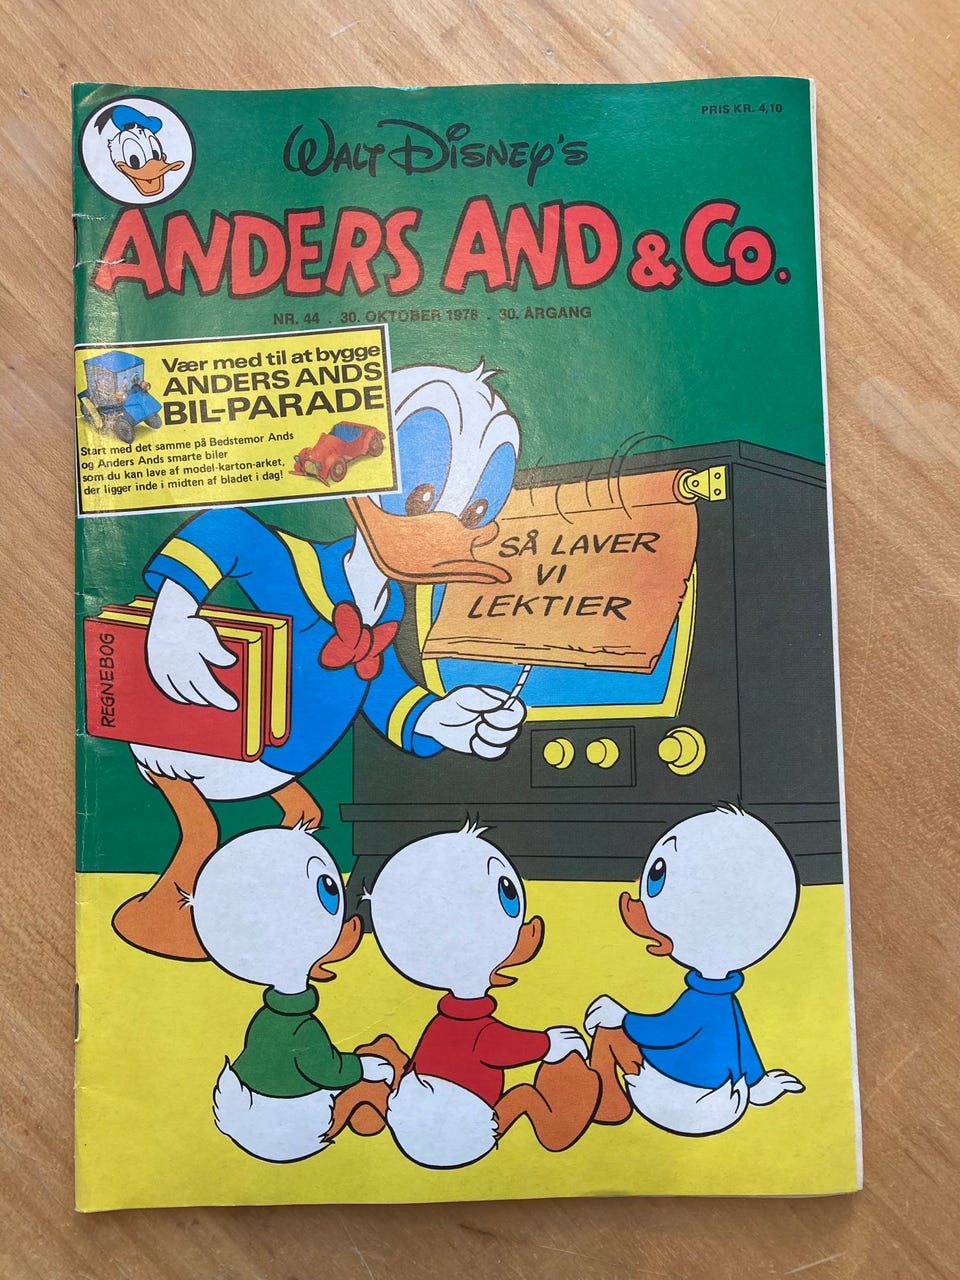 PRIS KR. 4,10
WALT DISNEY'S
ANDERS AND & Co.
NR. 44 . 30. OKTOBER 1978 . 30. ÅRGANG
Vær med til at bygge
ANDERS ANDS
BIL-PARADE
Start med det samme på Bedstemor Ands
og Anders Ands smarte biler
som du kan lave af model-karton-arket,
der ligger inde i midten af bladet i dag!
SÅ LAVER
VI
LEKTIER
REGNEBOG